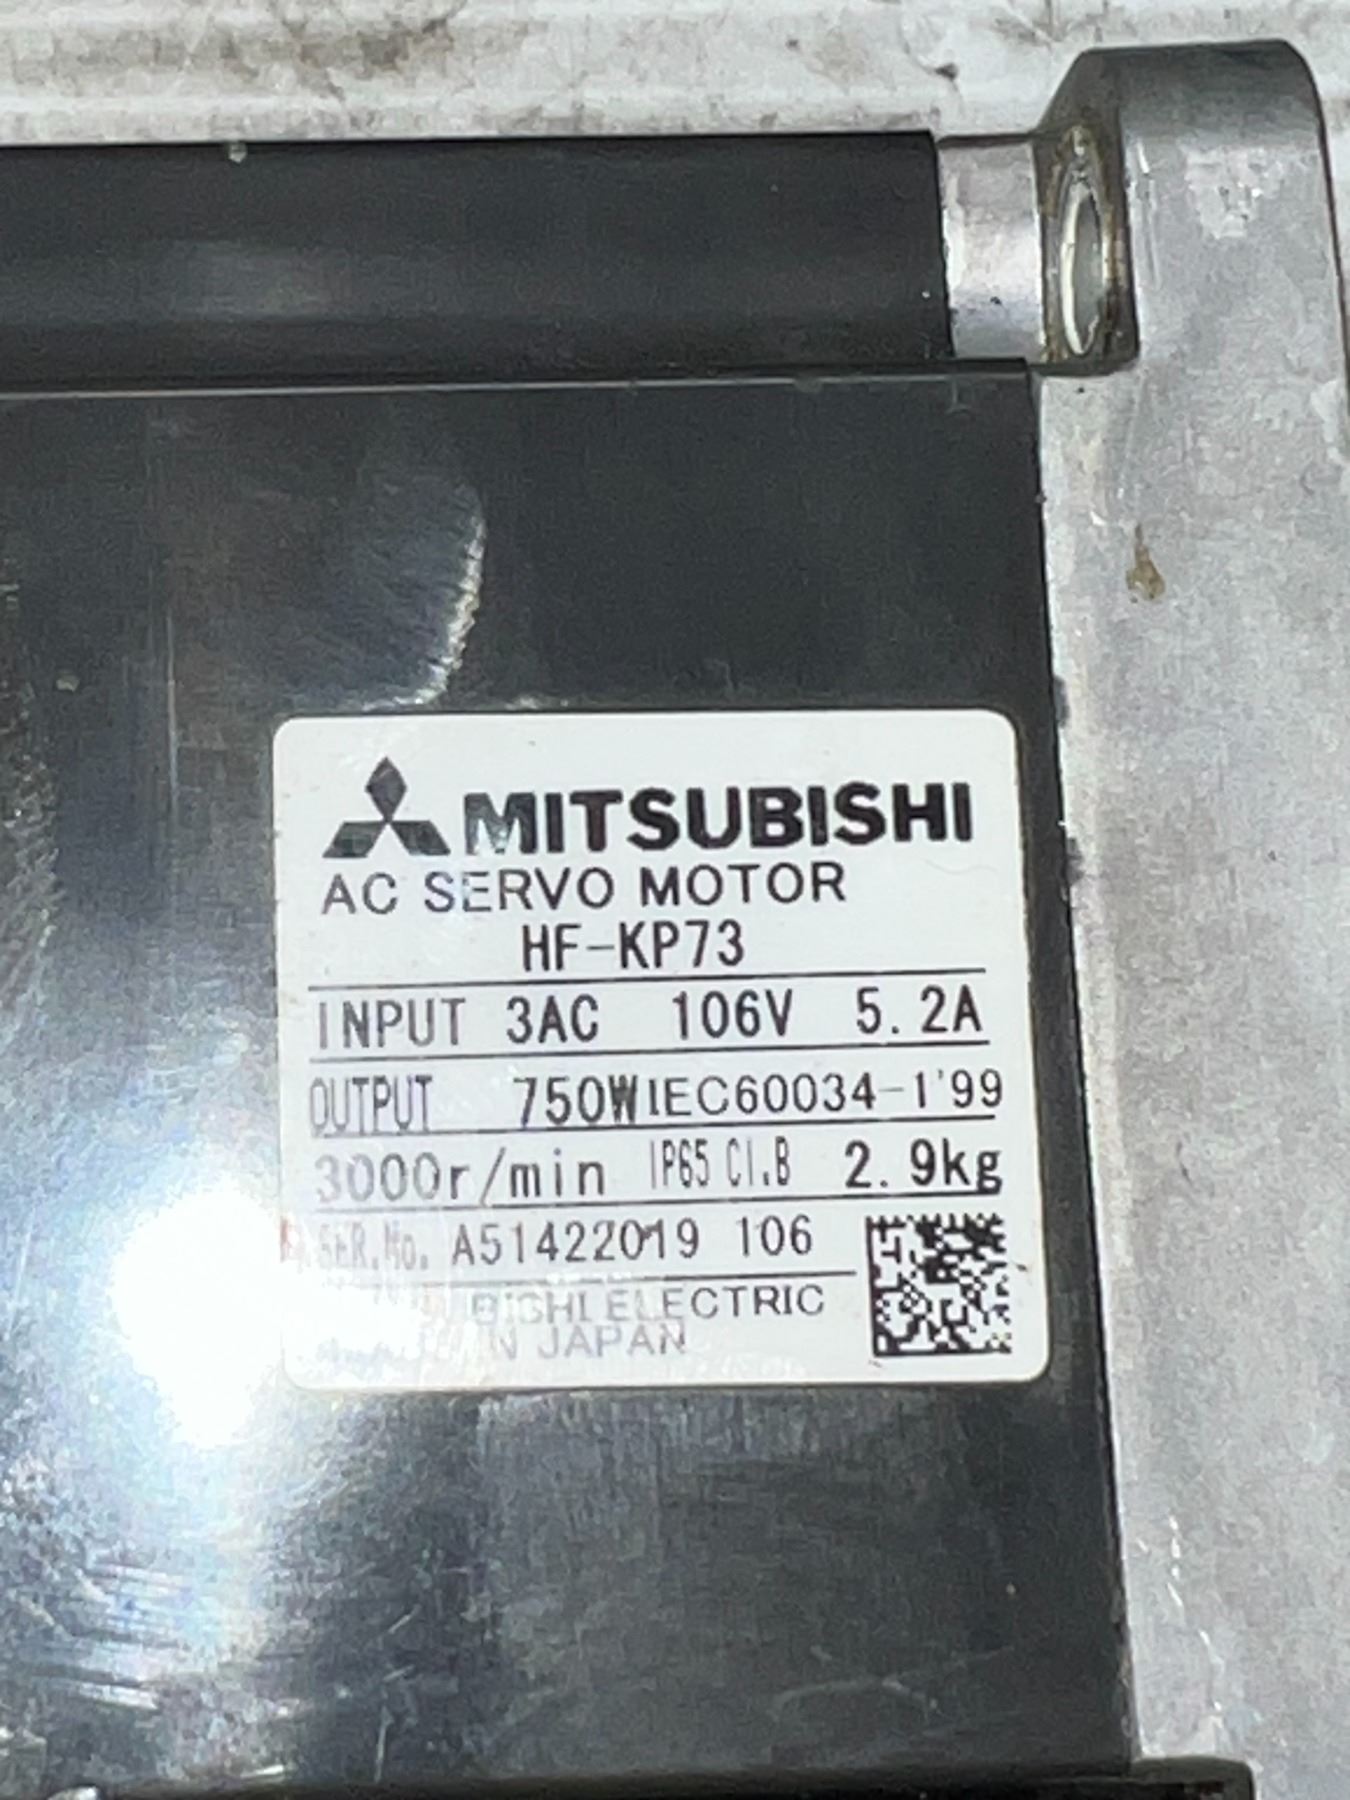 MITSUBISHI
AC SERVO MOTOR
HF-KP73
INPUT 3AC 106V 5.2A
OUTPUT 750W IEC60034-1'99
3000r/min IP65 CI.B 2.9kg
SER.No. A51422019 106
ELECTRIC
IN JAPAN